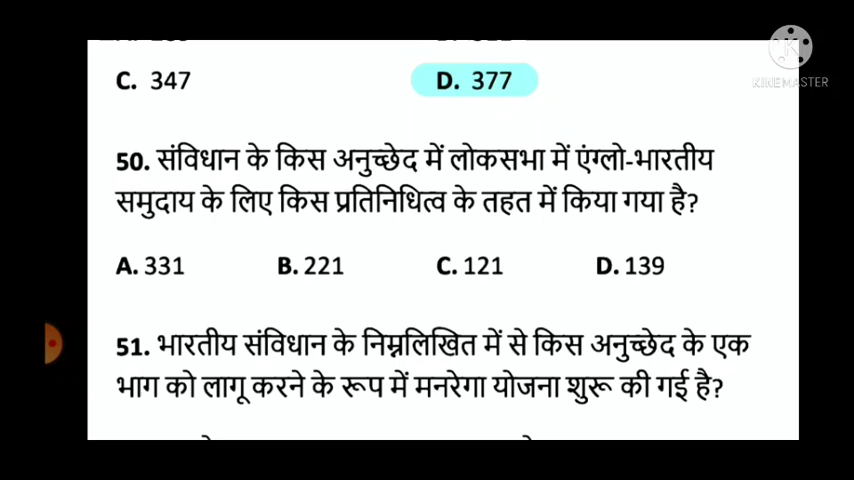 C. 347 D. 377
50. संविधान के किस अनुच्छेद में लोकसभा में एंग्लो-भारतीय
समुदाय के लिए किस प्रतिनिधित्व के तहत में किया गया है?
A. 331 B. 221 C. 121 D. 139
51. भारतीय संविधान के निम्नलिखित में से किस अनुच्छेद के एक
भाग को लागू करने के रूप में मनरेगा योजना शुरू की गई है?
KINEMASTER